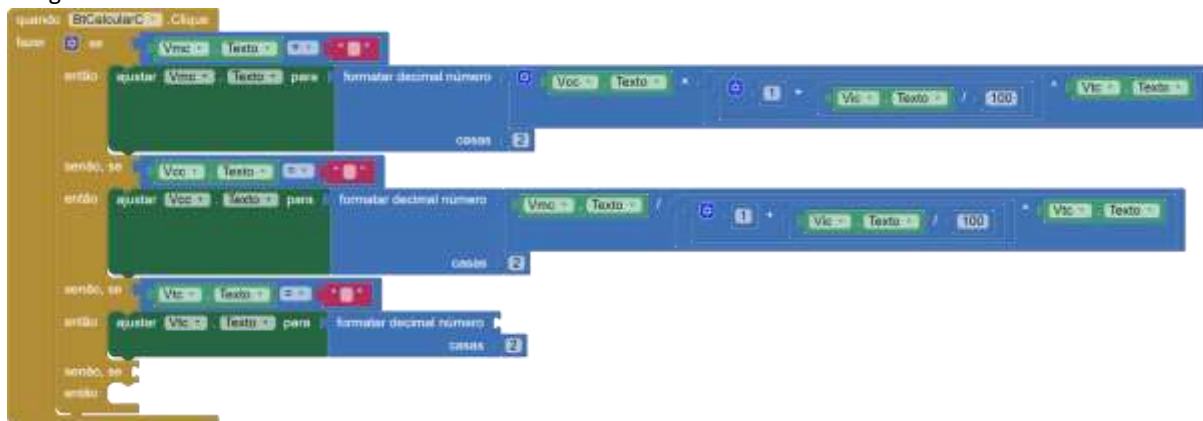 quando BtCalcularC .Clique
fazer se Vmc . Texto = " "
então ajustar Vmc . Texto para formatar decimal número Vcc . Texto × 1 + Vic . Texto / 100 ^ Vtc . Texto
casas 2
senão, se Vcc . Texto = " "
então ajustar Vcc . Texto para formatar decimal número Vmc . Texto / 1 + Vic . Texto / 100 ^ Vtc . Texto
casas 2
senão, se Vtc . Texto = " "
então ajustar Vtc . Texto para formatar decimal número
casas 2
senão, se
então